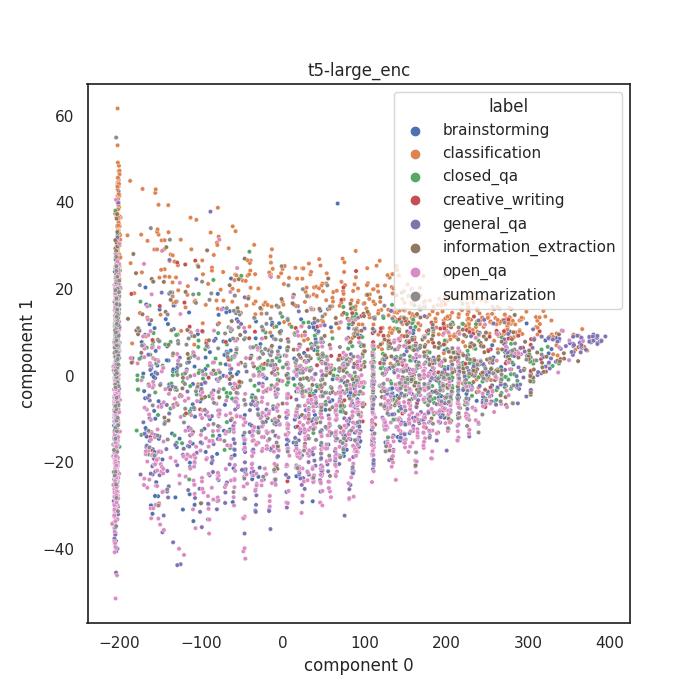 t5-large_enc
label
brainstorming
classification
closed_qa
creative_writing
general_qa
information_extraction
open_qa
summarization
60
40
20
0
−20
−40
component 1
−200
−100
0
100
200
300
400
component 0